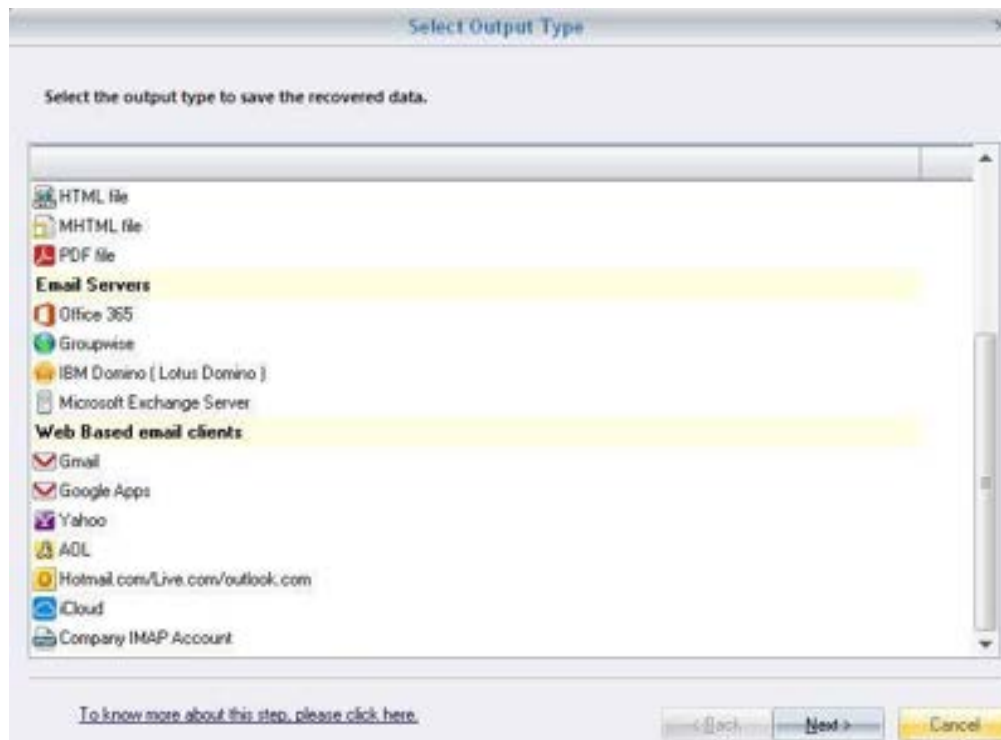 Select Output Type
Select the output type to save the recovered data.
HTML file
MHTML file
PDF file
Email Servers
Office 365
Groupwise
IBM Domino ( Lotus Domino )
Microsoft Exchange Server
Web Based email clients
Gmail
Google Apps
Yahoo
AOL
Hotmail.com/Live.com/outlook.com
iCloud
Company IMAP Account
To know more about this step, please click here.
< Back
Next >
Cancel